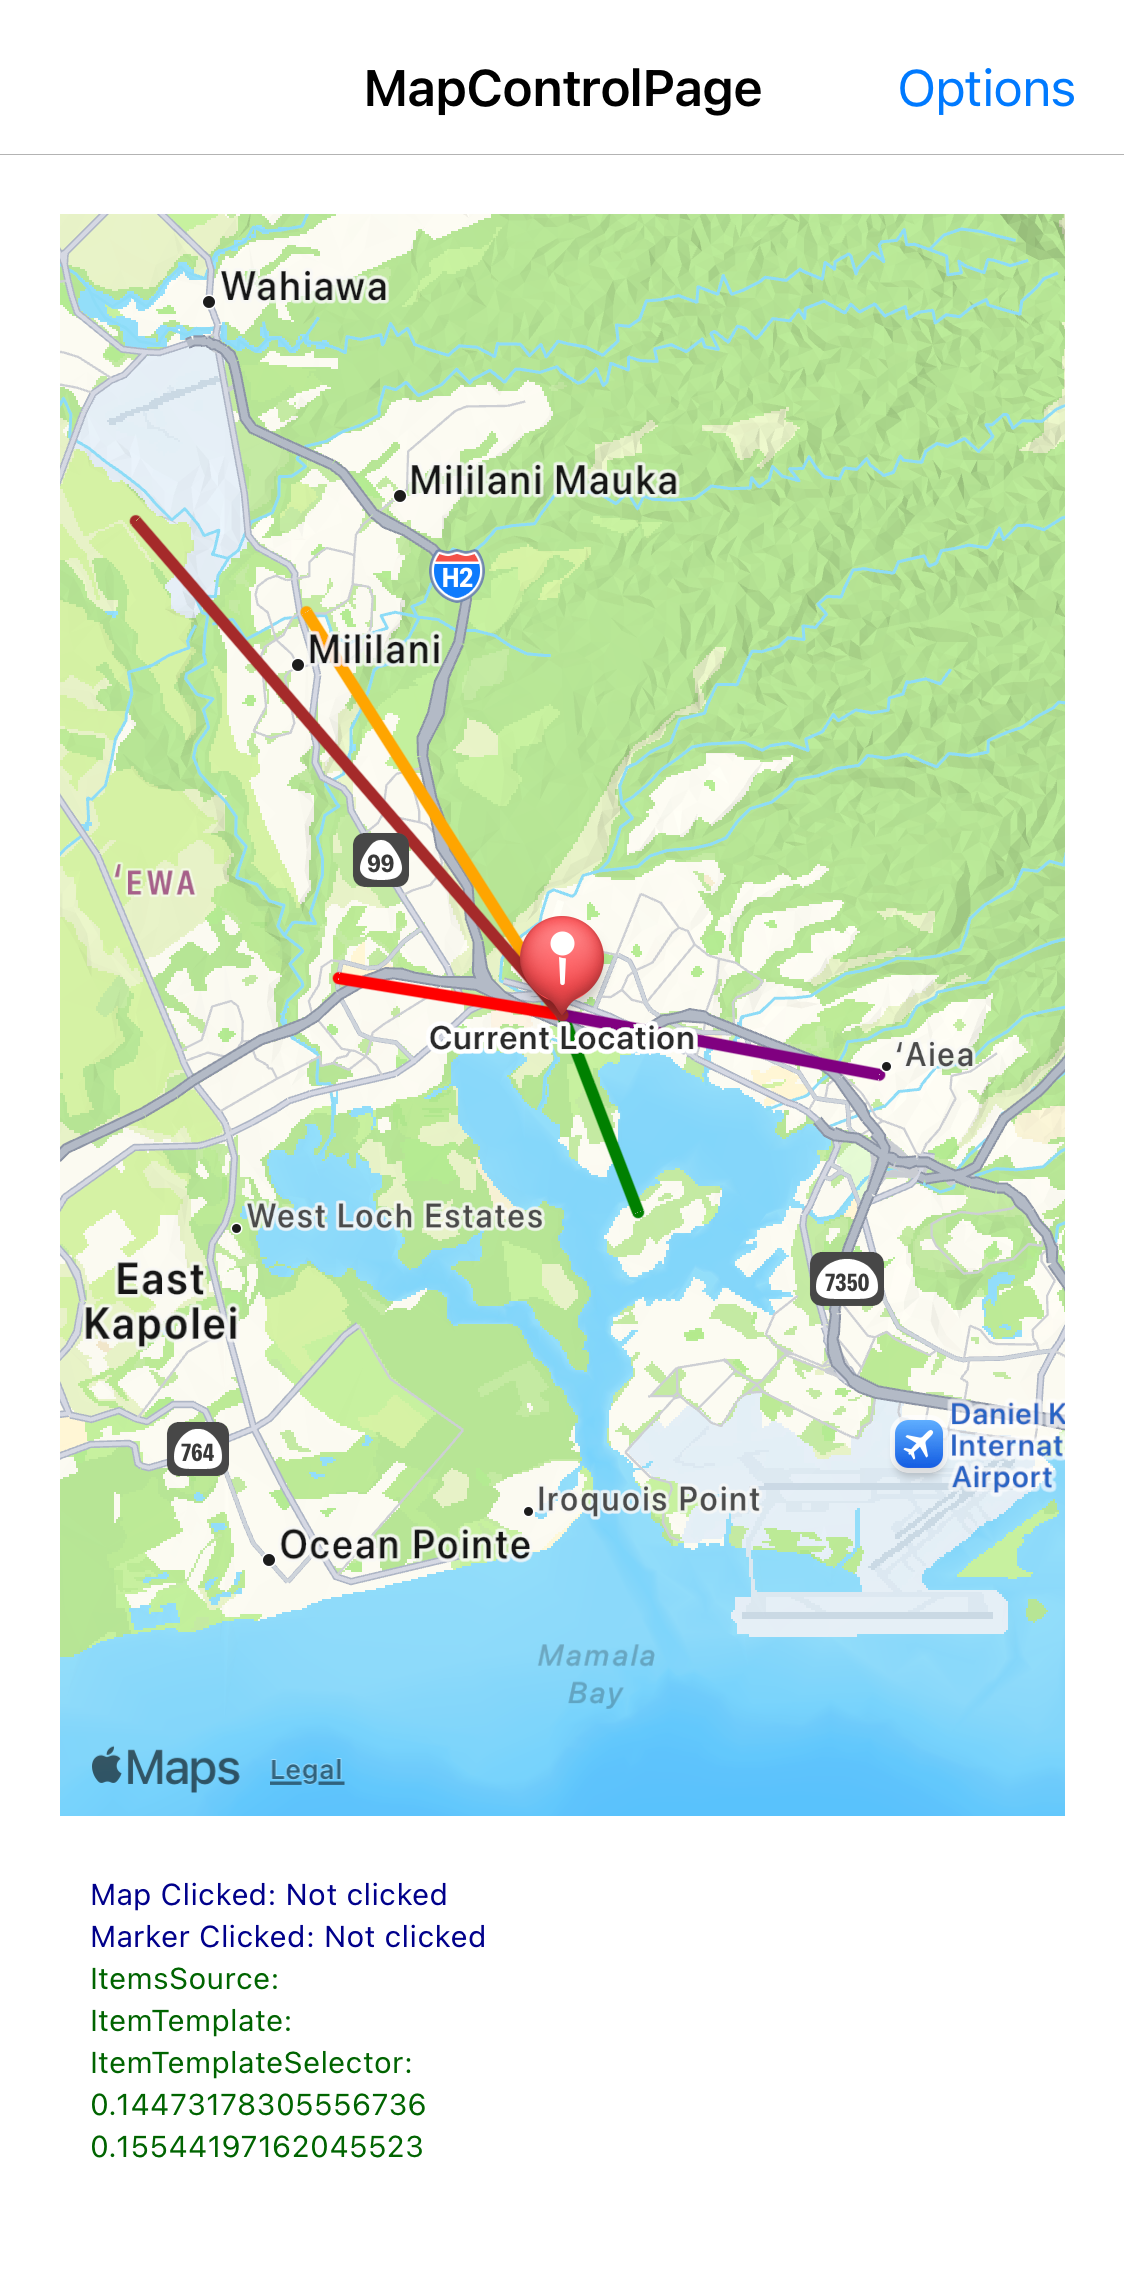 MapControlPage
Options
Wahiawa
Mililani Mauka
H2
Mililani
99
ʻEWA
Current Location
ʻAiea
West Loch Estates
East
Kapolei
7350
Daniel K
Internat
Airport
764
Iroquois Point
Ocean Pointe
Mamala
Bay
Maps
Legal
Map Clicked: Not clicked
Marker Clicked: Not clicked
ItemsSource:
ItemTemplate:
ItemTemplateSelector:
0.14473178305556736
0.15544197162045523